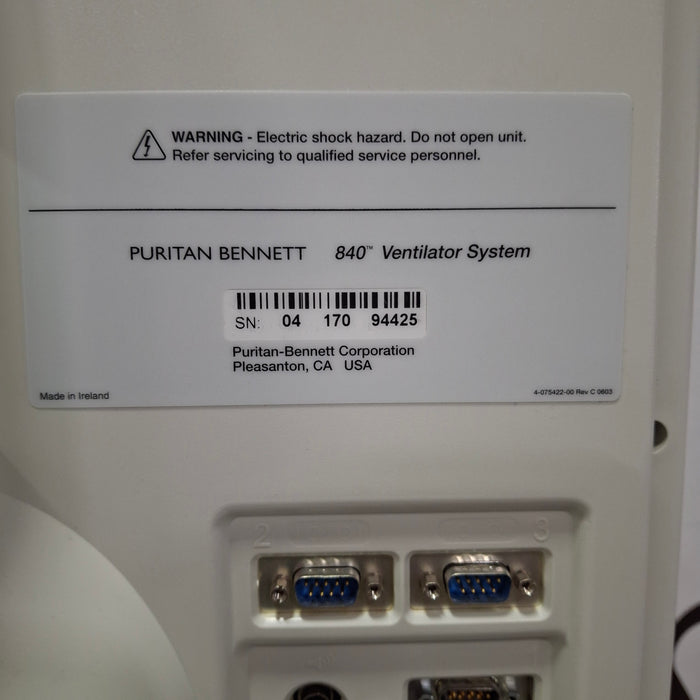 WARNING - Electric shock hazard. Do not open unit.
Refer servicing to qualified service personnel.
PURITAN BENNETT 840™ Ventilator System
SN: 04 170 94425
Puritan-Bennett Corporation
Pleasanton, CA USA
Made in Ireland
4-075422-00 Rev C 0603
2
3